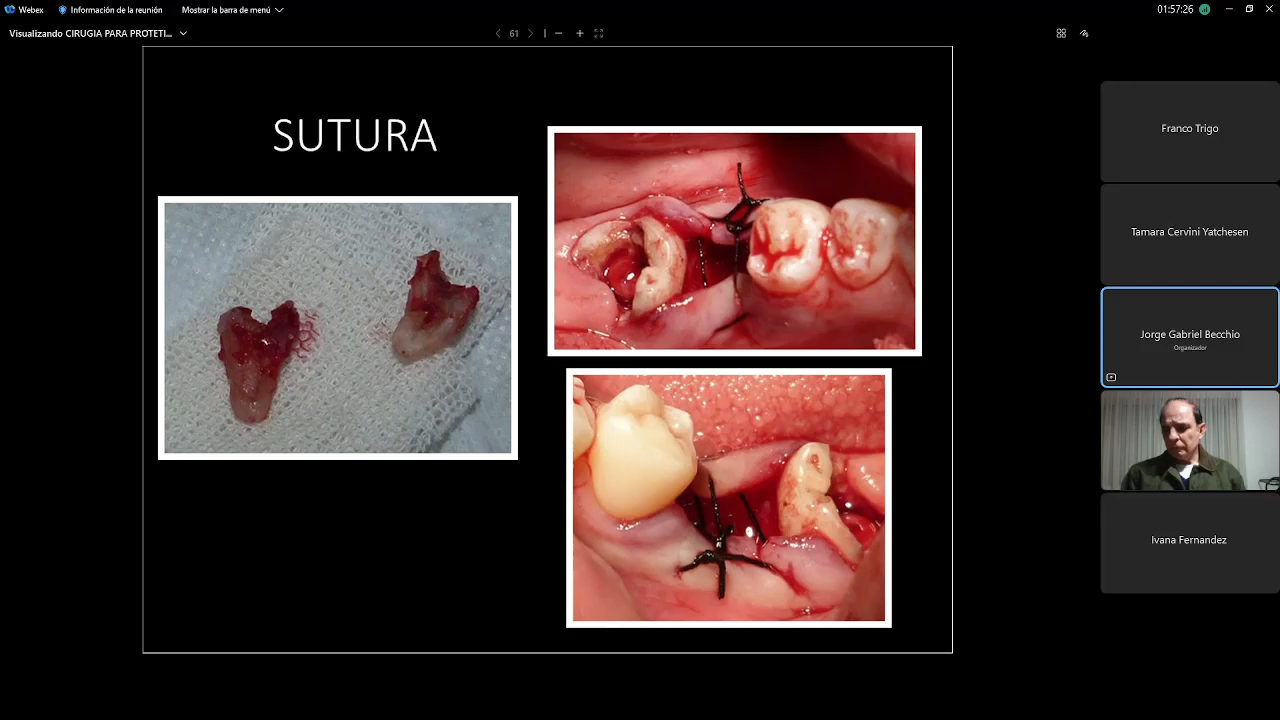 Webex
Información de la reunión
Mostrar la barra de menú
01:57:26
Visualizando CIRUGIA PARA PROTETI...
61
SUTURA
Franco Trigo
Tamara Cervini Yatchesen
Jorge Gabriel Becchio
Organizador
Ivana Fernandez